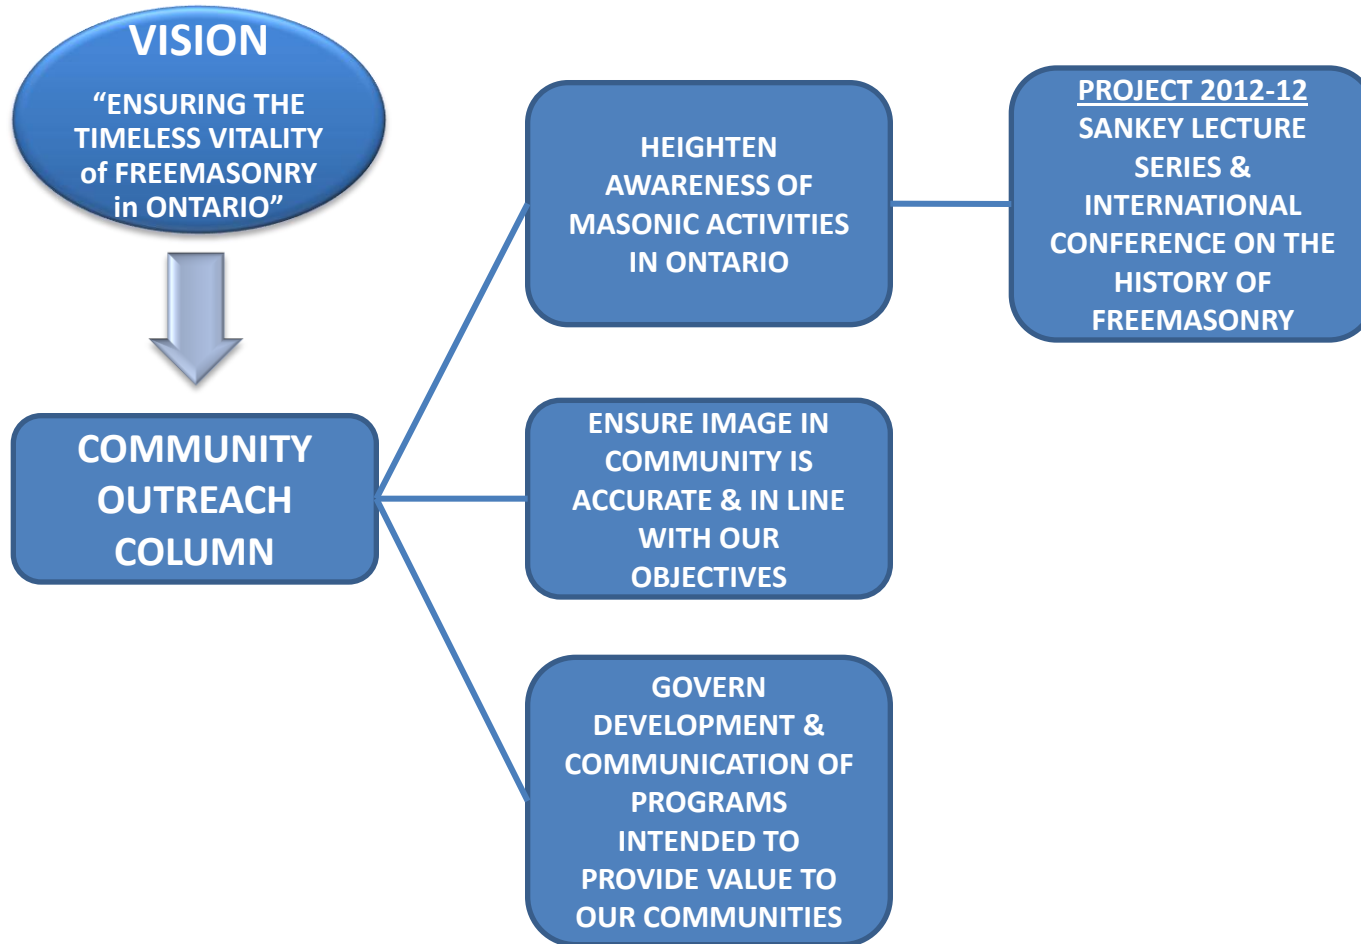 VISION
“ENSURING THE
TIMELESS VITALITY
of FREEMASONRY
in ONTARIO”
COMMUNITY
OUTREACH
COLUMN
HEIGHTEN
AWARENESS OF
MASONIC ACTIVITIES
IN ONTARIO
PROJECT 2012-12
SANKEY LECTURE
SERIES &
INTERNATIONAL
CONFERENCE ON THE
HISTORY OF
FREEMASONRY
ENSURE IMAGE IN
COMMUNITY IS
ACCURATE & IN LINE
WITH OUR
OBJECTIVES
GOVERN
DEVELOPMENT &
COMMUNICATION OF
PROGRAMS
INTENDED TO
PROVIDE VALUE TO
OUR COMMUNITIES